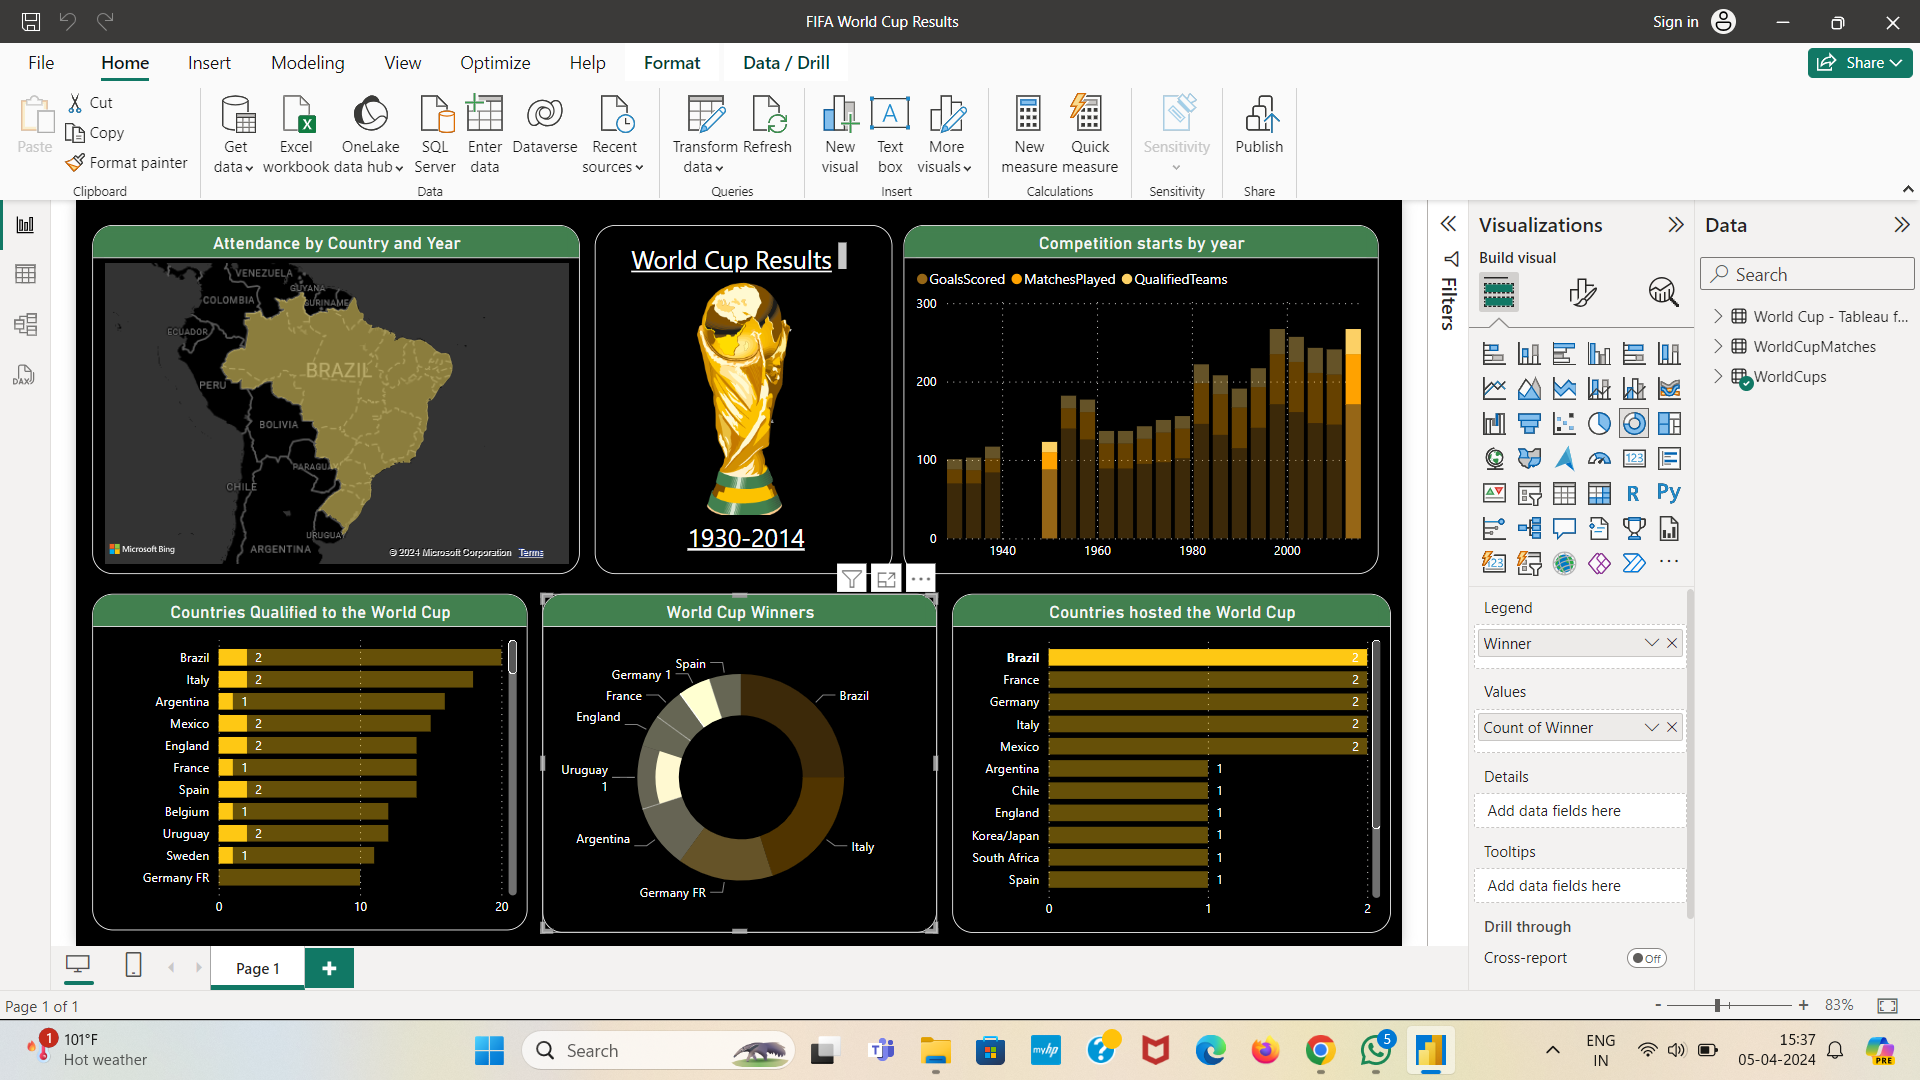 FIFA World Cup Results
Sign in
File Home Insert Modeling View Optimize Help Format Data / Drill
Share
Paste
Cut
Copy
Format painter
Clipboard
Get data
Excel workbook
OneLake data hub
SQL Server
Enter data
Dataverse
Recent sources
Data
Transform data
Refresh
Queries
New visual
A
Text box
More visuals
Insert
New measure
Quick measure
Calculations
Sensitivity
Sensitivity
Publish
Share
DAX
Attendance by Country and Year
VENEZUELA
GUYANA
SURINAME
COLOMBIA
ECUADOR
PERU
BRAZIL
BOLIVIA
PARAGUAY
CHILE
URUGUAY
ARGENTINA
Microsoft Bing
© 2024 Microsoft Corporation Terms
World Cup Results
1930-2014
Competition starts by year
GoalsScored MatchesPlayed QualifiedTeams
300
200
100
0
1940 1960 1980 2000
Countries Qualified to the World Cup
Brazil 2
Italy 2
Argentina 1
Mexico 2
England 2
France 1
Spain 2
Belgium 1
Uruguay 2
Sweden 1
Germany FR
0 10 20
World Cup Winners
Spain
Germany 1
France
England
Uruguay
1
Argentina
Germany FR
Brazil
Italy
Countries hosted the World Cup
Brazil 2
France 2
Germany 2
Italy 2
Mexico 2
Argentina 1
Chile 1
England 1
Korea/Japan 1
South Africa 1
Spain 1
0 1 2
Filters
Visualizations
Build visual
123
R
Py
123
Legend
Winner
Values
Count of Winner
Details
Add data fields here
Tooltips
Add data fields here
Drill through
Cross-report
Off
Data
Search
World Cup - Tableau f...
WorldCupMatches
WorldCups
Page 1
Page 1 of 1
- + 83%
1
101°F
Hot weather
Search
myhp
5
ENG
IN
15:37
05-04-2024
PRE